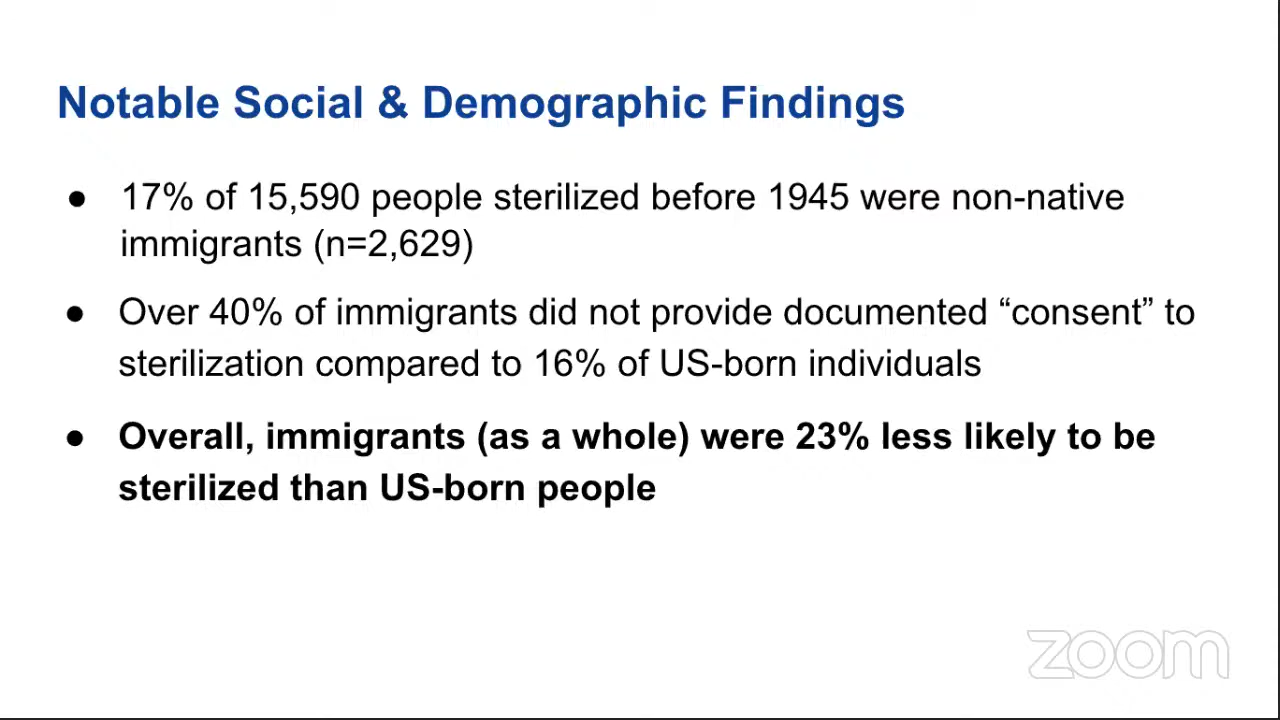 Notable Social & Demographic Findings
● 17% of 15,590 people sterilized before 1945 were non-native
immigrants (n=2,629)
● Over 40% of immigrants did not provide documented “consent” to
sterilization compared to 16% of US-born individuals
● Overall, immigrants (as a whole) were 23% less likely to be
sterilized than US-born people
zoom